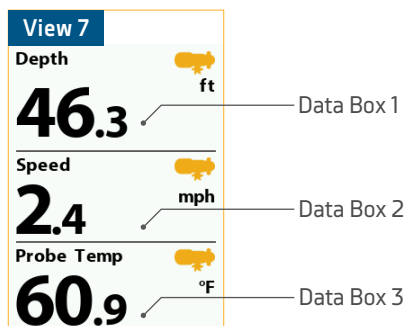 View 7
Depth
ft
46.3
Data Box 1
Speed
mph
2.4
Data Box 2
Probe Temp
°F
60.9
Data Box 3